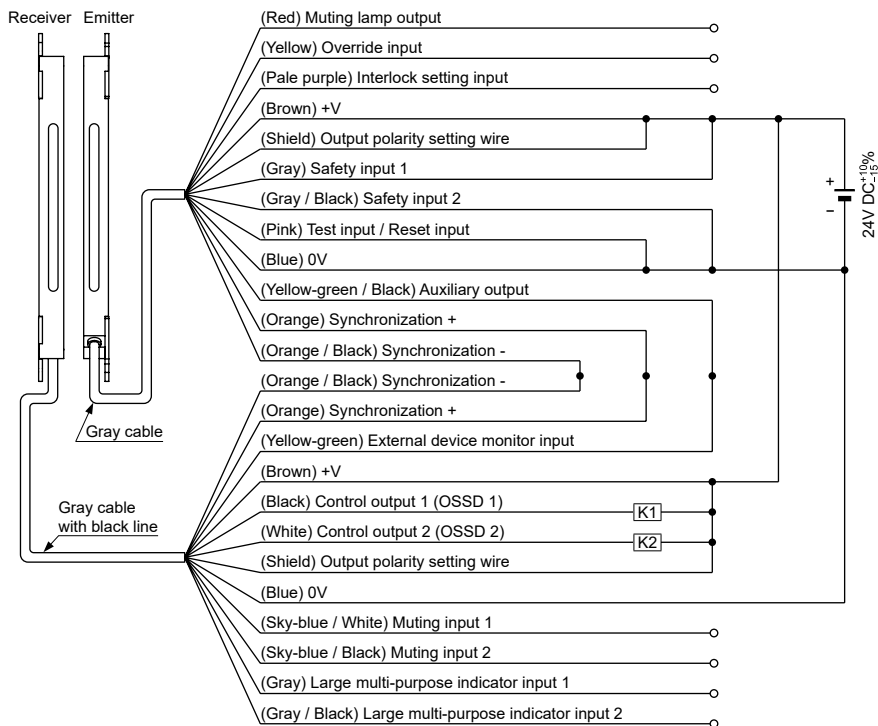 Receiver Emitter
(Red) Muting lamp output
(Yellow) Override input
(Pale purple) Interlock setting input
(Brown) +V
(Shield) Output polarity setting wire
(Gray) Safety input 1
(Gray / Black) Safety input 2
(Pink) Test input / Reset input
(Blue) 0V
(Yellow-green / Black) Auxiliary output
(Orange) Synchronization +
(Orange / Black) Synchronization -
(Orange / Black) Synchronization -
(Orange) Synchronization +
(Yellow-green) External device monitor input
(Brown) +V
(Black) Control output 1 (OSSD 1)
K1
(White) Control output 2 (OSSD 2)
K2
(Shield) Output polarity setting wire
(Blue) 0V
(Sky-blue / White) Muting input 1
(Sky-blue / Black) Muting input 2
(Gray) Large multi-purpose indicator input 1
(Gray / Black) Large multi-purpose indicator input 2
Gray cable
Gray cable
with black line
+
−
24V DC +10 −15 %